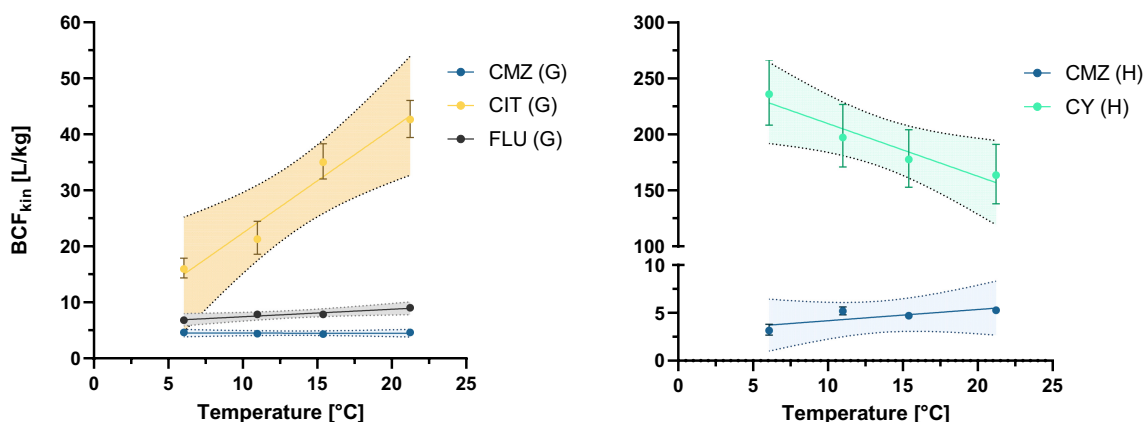 BCFkin [L/kg]
60
50
40
30
20
10
0
0 5 10 15 20 25
Temperature [°C]
CMZ (G)
CIT (G)
FLU (G)
300
250
200
150
100
10
5
0
0 5 10 15 20 25
Temperature [°C]
CMZ (H)
CY (H)